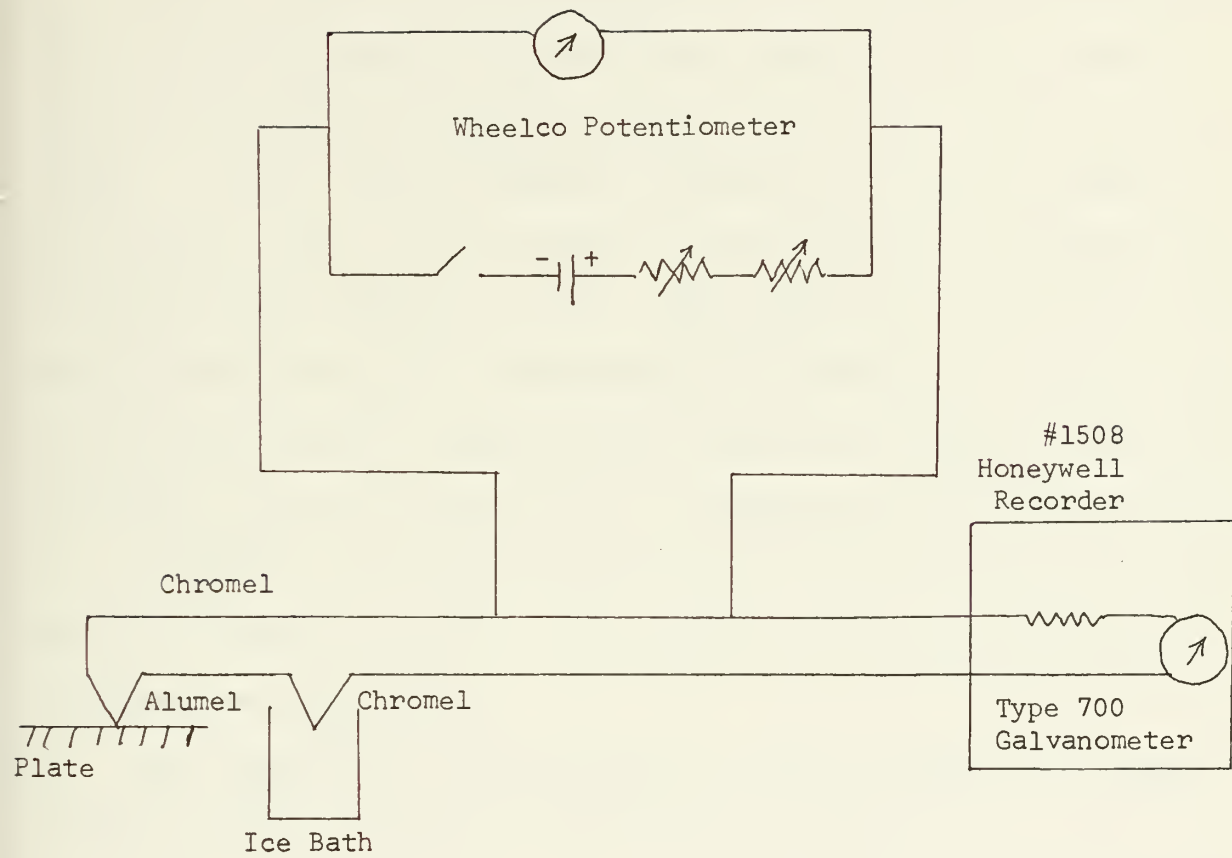 Wheelco Potentiometer
- +
#1508
Honeywell
Recorder
Chromel
Alumel
Chromel
Type 700
Galvanometer
Plate
Ice Bath